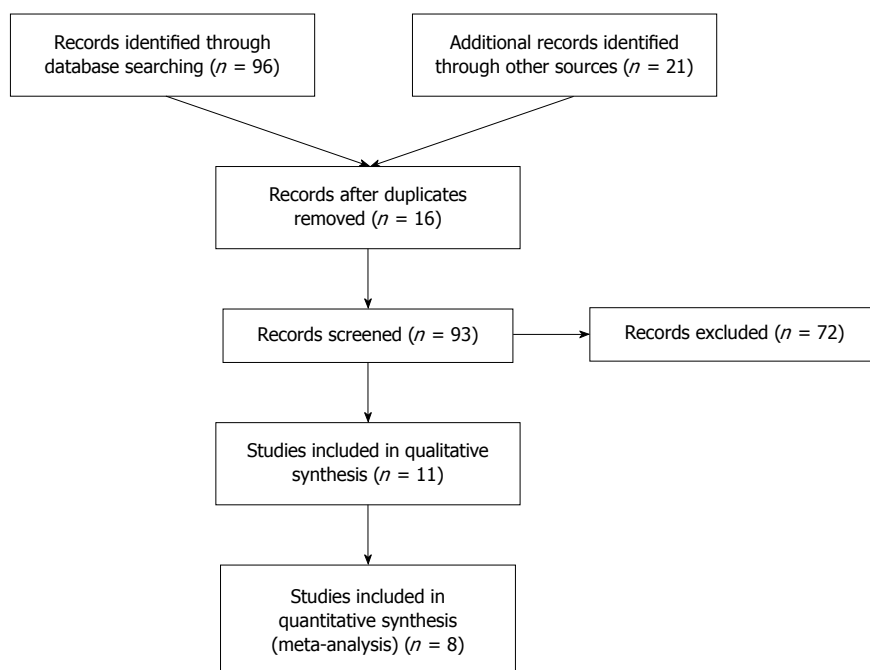 Records identified through
database searching (n = 96)
Additional records identified
through other sources (n = 21)
Records after duplicates
removed (n = 16)
Records screened (n = 93)
Records excluded (n = 72)
Studies included in qualitative
synthesis (n = 11)
Studies included in
quantitative synthesis
(meta-analysis) (n = 8)